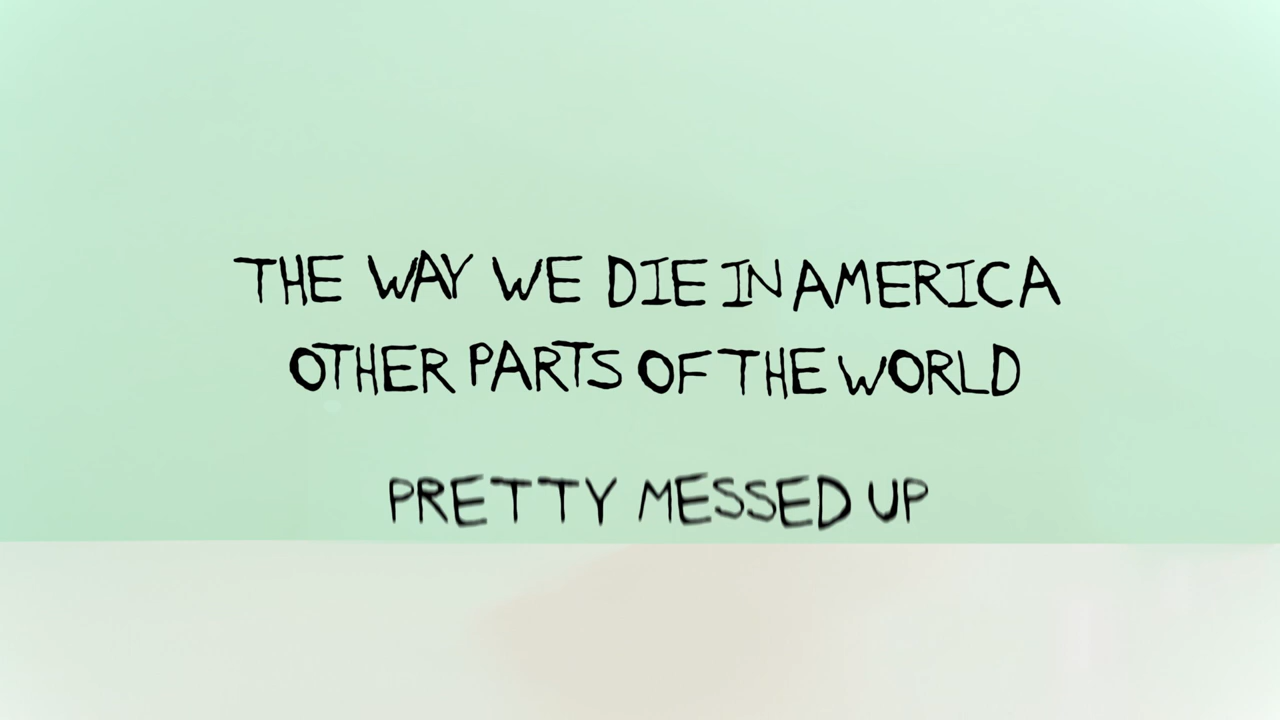 THE WAY WE DIE IN AMERICA
OTHER PARTS OF THE WORLD
PRETTY MESSED UP